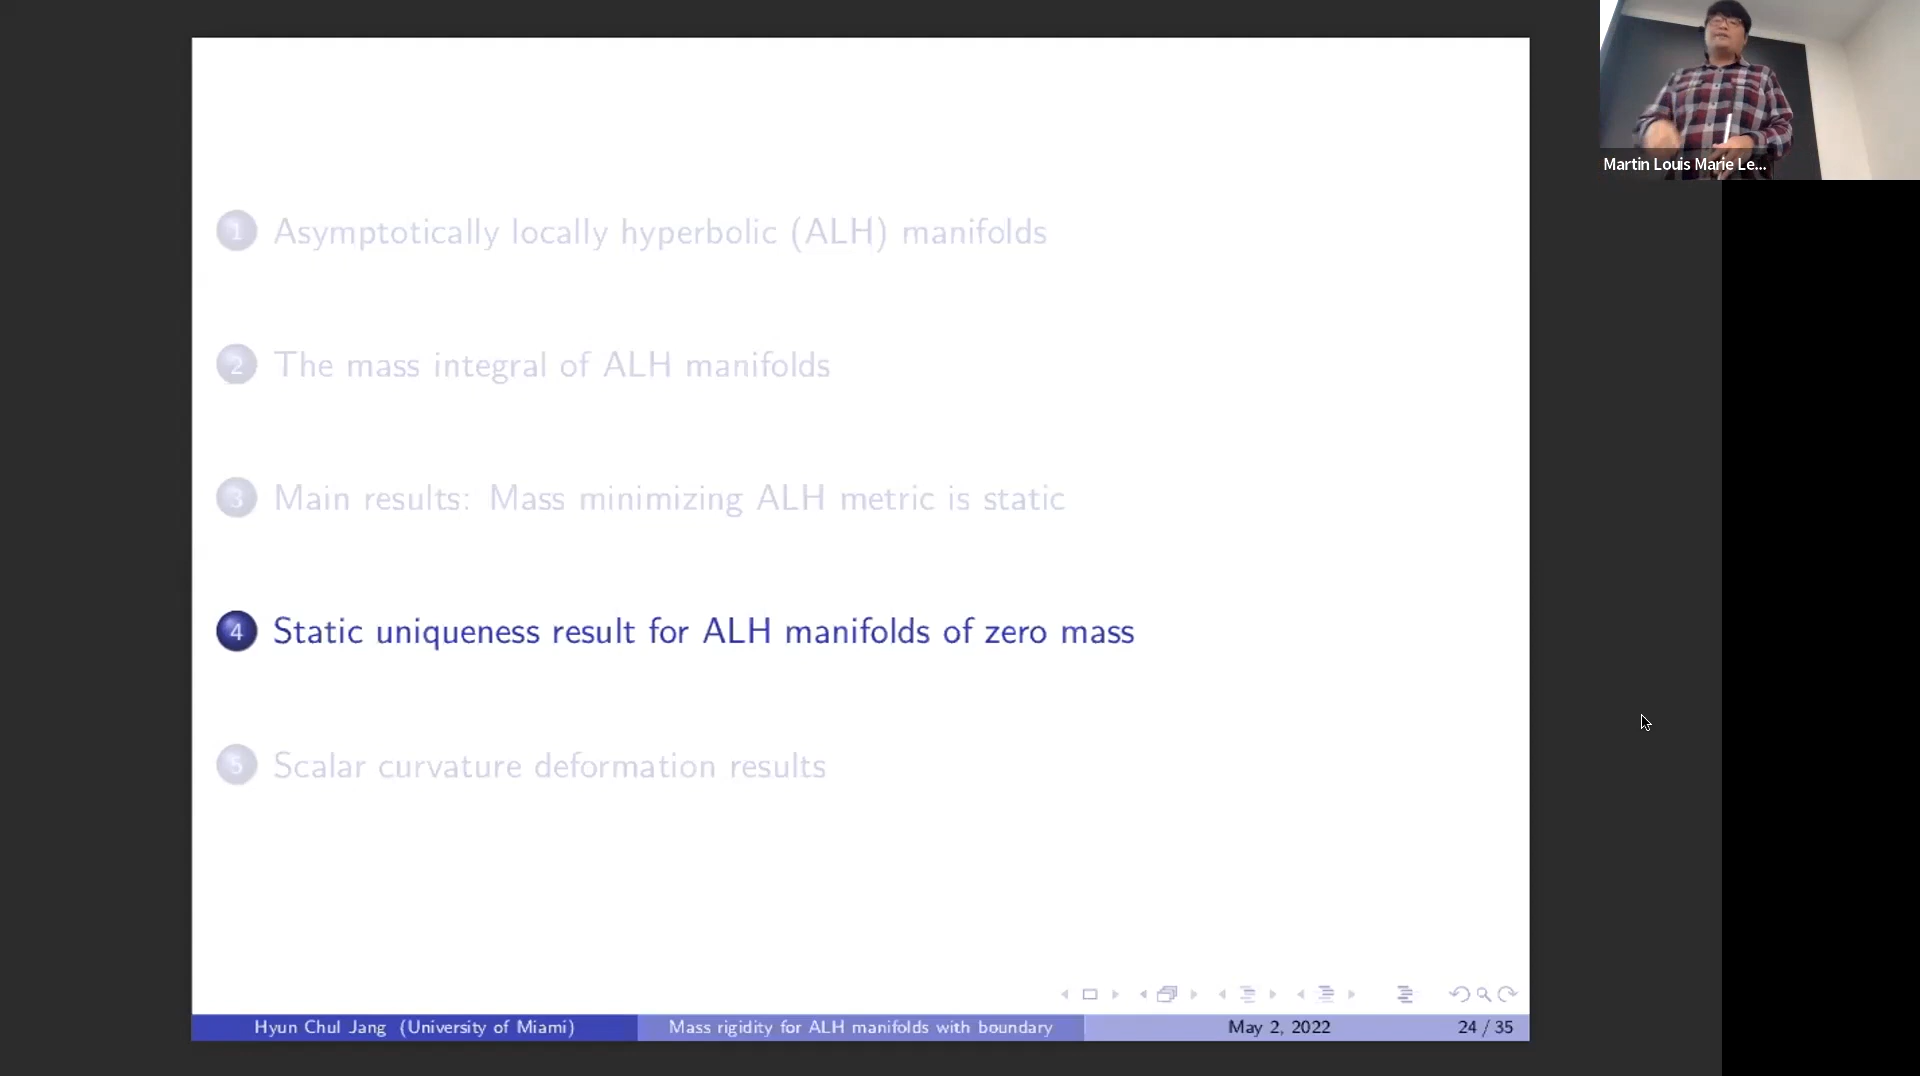 Martin Louis Marie Le...
1 Asymptotically locally hyperbolic (ALH) manifolds
2 The mass integral of ALH manifolds
3 Main results: Mass minimizing ALH metric is static
4 Static uniqueness result for ALH manifolds of zero mass
5 Scalar curvature deformation results
Hyun Chul Jang (University of Miami) Mass rigidity for ALH manifolds with boundary May 2, 2022 24 / 35